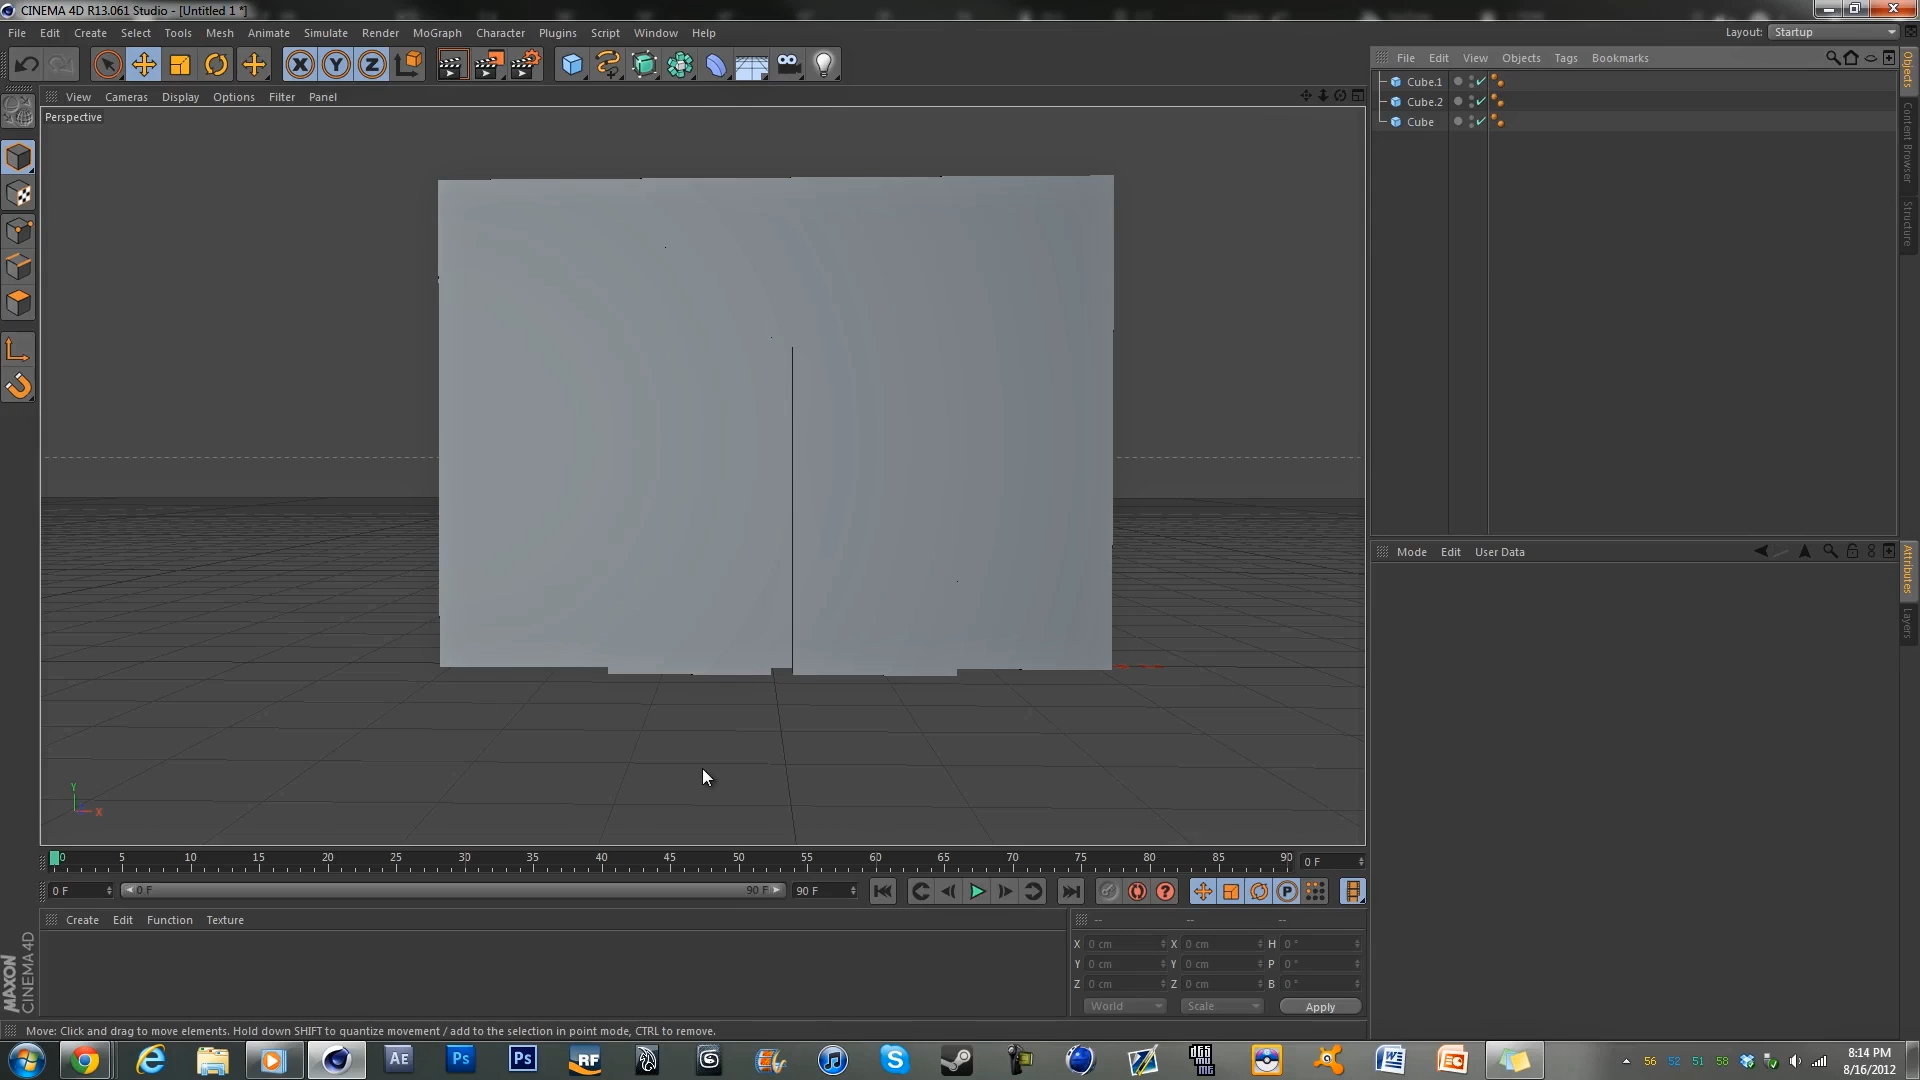 CINEMA 4D R13.061 Studio - [Untitled 1 *]
File Edit Create Select Tools Mesh Animate Simulate Render MoGraph Character Plugins Script Window Help
Layout: Startup
X Y Z
File Edit View Objects Tags Bookmarks
Objects
Content Browser
Structure
Cube.1
Cube.2
Cube
View Cameras Display Options Filter Panel
Perspective
Mode Edit User Data
Attributes
Layers
Y
X
0 5 10 15 20 25 30 35 40 45 50 55 60 65 70 75 80 85 90 0 F
0 F 0 F 90 F 90 F
Create Edit Function Texture
-- -- --
X 0 cm X 0 cm H 0 °
Y 0 cm Y 0 cm P 0 °
Z 0 cm Z 0 cm B 0 °
World Scale Apply
MAXON
CINEMA 4D
Move: Click and drag to move elements. Hold down SHIFT to quantize movement / add to the selection in point mode, CTRL to remove.
Ae Ps Ps RF
56 52 51 58
8:14 PM
8/16/2012